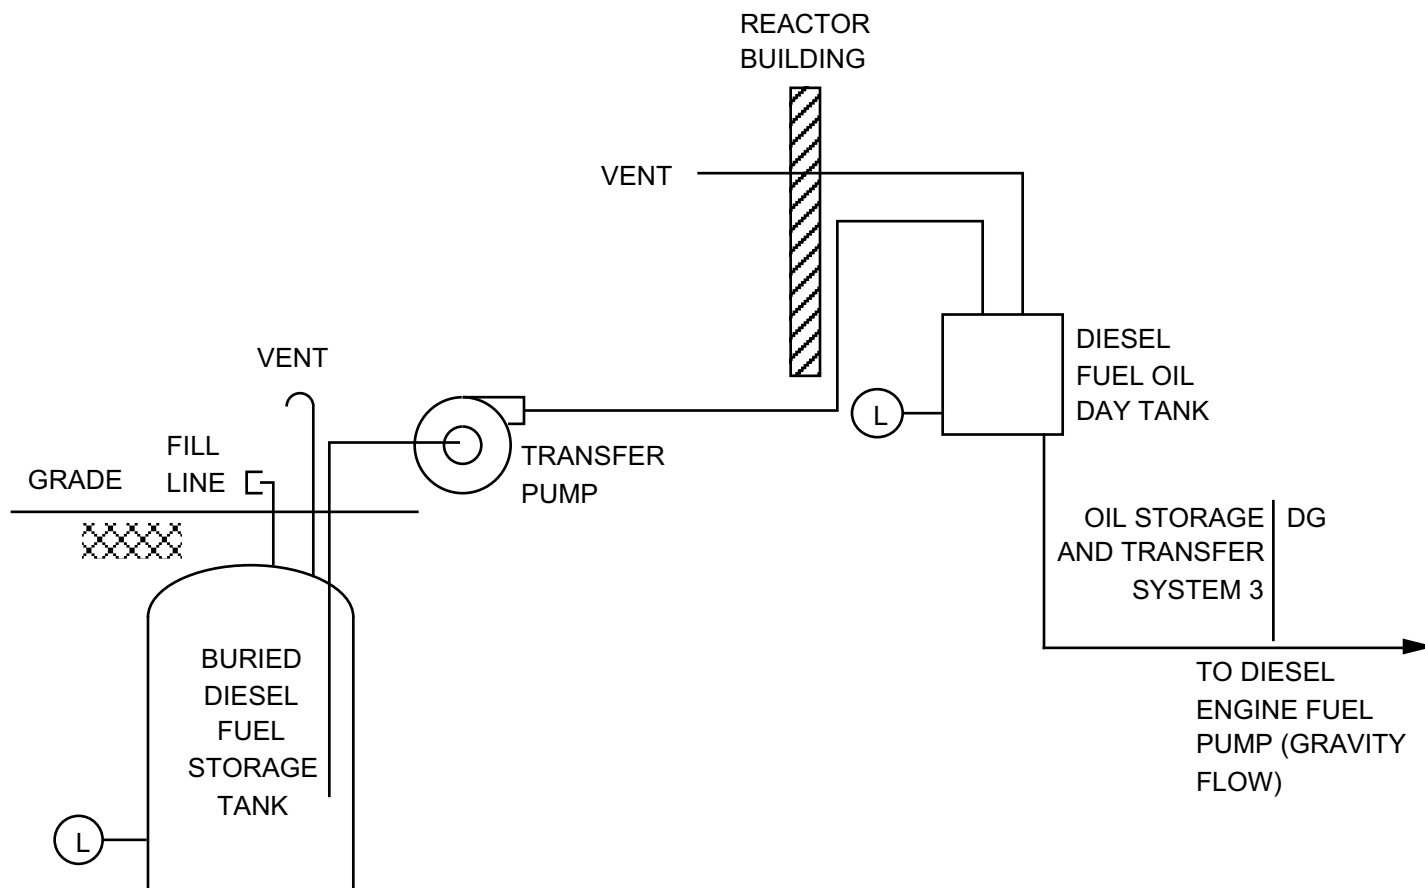 REACTOR
BUILDING
VENT
DIESEL
FUEL OIL
DAY TANK
L
VENT
FILL
LINE
GRADE
TRANSFER
PUMP
OIL STORAGE
AND TRANSFER
SYSTEM 3
DG
BURIED
DIESEL
FUEL
STORAGE
TANK
L
TO DIESEL
ENGINE FUEL
PUMP (GRAVITY
FLOW)